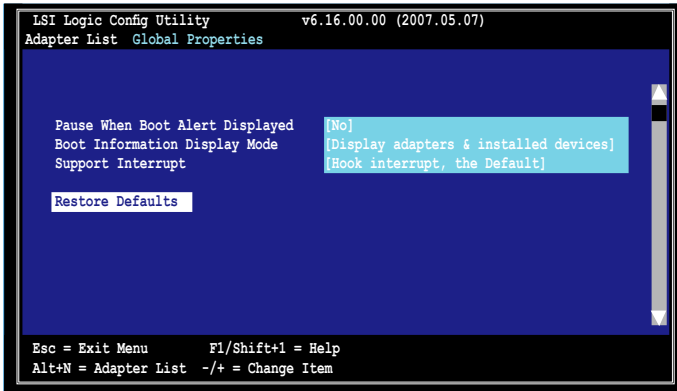 LSI Logic Config Utility v6.16.00.00 (2007.05.07)
Adapter List Global Properties
Pause When Boot Alert Displayed [No]
Boot Information Display Mode [Display adapters & installed devices]
Support Interrupt [Hook interrupt, the Default]
Restore Defaults
Esc = Exit Menu F1/Shift+1 = Help
Alt+N = Adapter List -/+ = Change Item